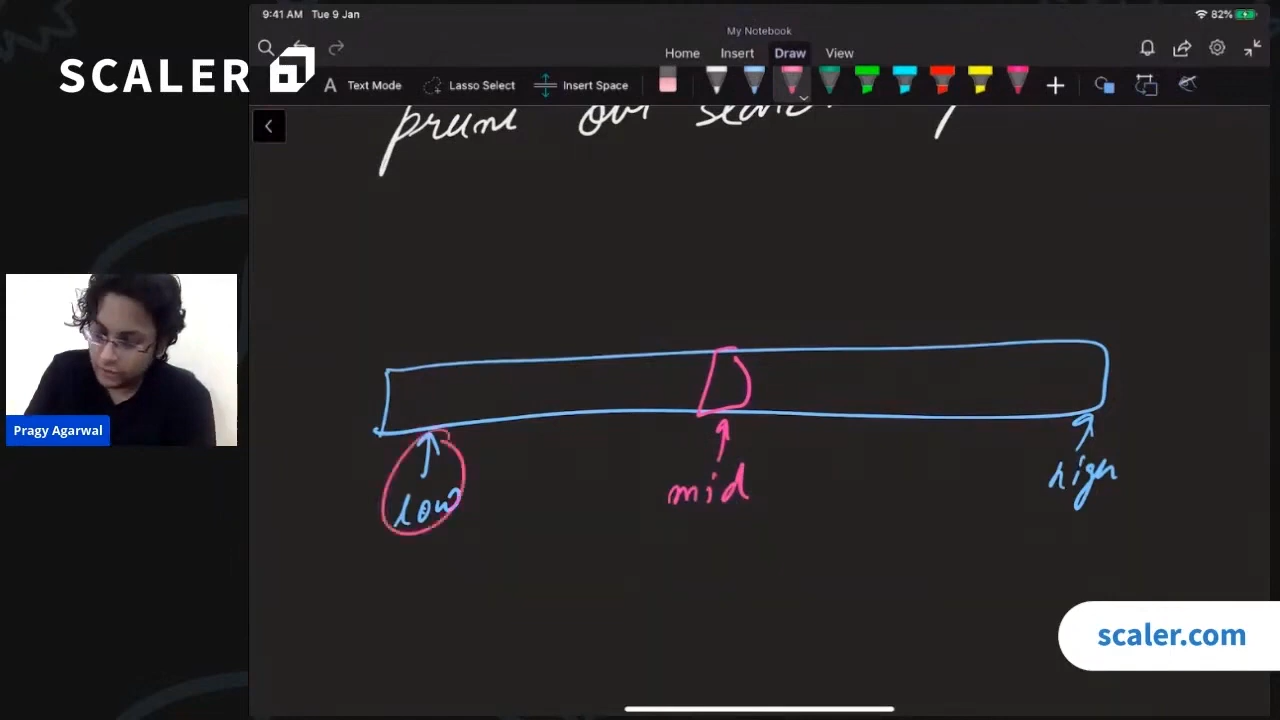 9:41 AM Tue 9 Jan
82%
My Notebook
Home Insert Draw View
SCALER
Text Mode Lasso Select Insert Space
prune our
low
mid
high
Pragy Agarwal
scaler.com